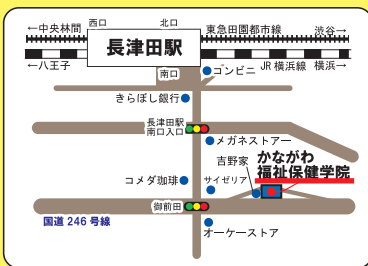 ←中央林間
西口
北口
東急田園都市線
渋谷→
長津田駅
←八王子
JR 横浜線
横浜→
南口
コンビニ
きらぼし銀行
長津田駅
南口入口
メガネストアー
吉野家
かながわ
福祉保健学院
コメダ珈琲
サイゼリア
御前田
国道 246 号線
オーケーストア